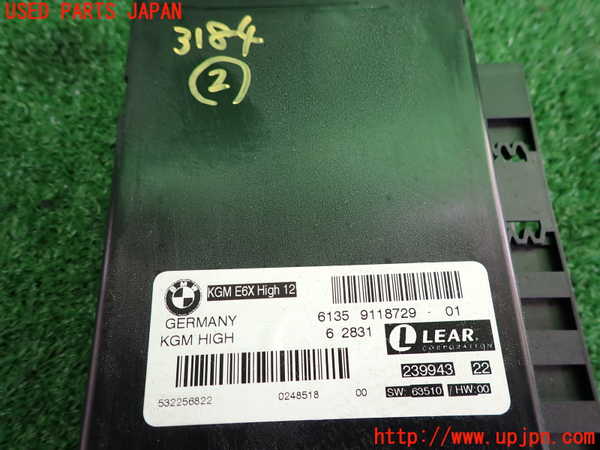 USED PARTS JAPAN
3184
2
BMW
KGM E6X High 12
GERMANY
KGM HIGH
6135 9118729 - 01
6 2831
L LEAR.
CORPORATION
239943 22
532256822
0248518
00
SW: 63510 / HW:00
http://www.upjpn.com/